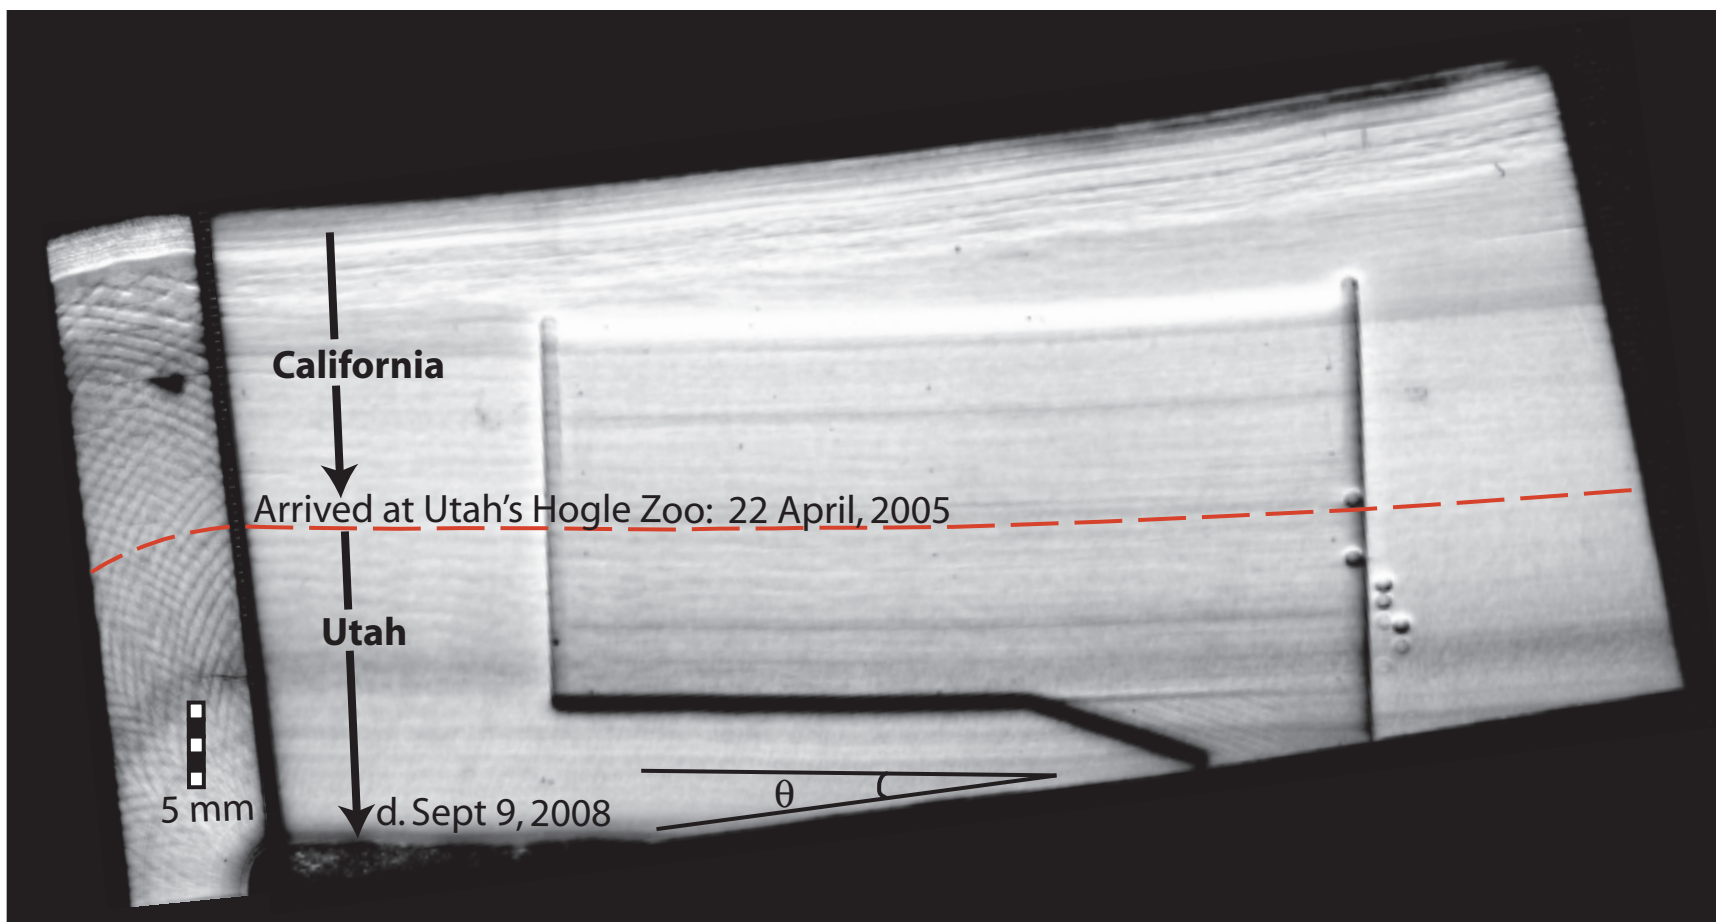 California
Arrived at Utah's Hogle Zoo: 22 April, 2005
Utah
θ
5 mm
d. Sept 9, 2008